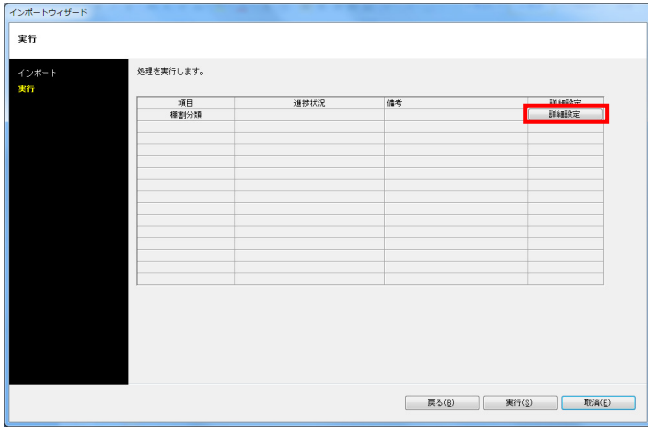 インポートウィザード
実行
インポート
実行
処理を実行します。
項目 進捗状況 備考 詳細設定
棚割分類 詳細設定
戻る(B) 実行(S) 取消(E)